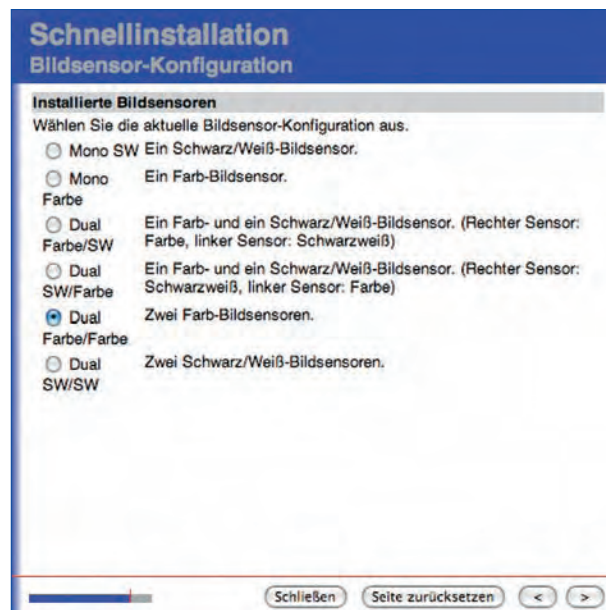 Schnellinstallation
Bildsensor-Konfiguration
Installierte Bildsensoren
Wählen Sie die aktuelle Bildsensor-Konfiguration aus.
Mono SW Ein Schwarz/Weiß-Bildsensor.
Mono Ein Farb-Bildsensor.
Farbe
Dual Ein Farb- und ein Schwarz/Weiß-Bildsensor. (Rechter Sensor:
Farbe/SW Farbe, linker Sensor: Schwarzweiß)
Dual Ein Farb- und ein Schwarz/Weiß-Bildsensor. (Rechter Sensor:
SW/Farbe Schwarzweiß, linker Sensor: Farbe)
Dual Zwei Farb-Bildsensoren.
Farbe/Farbe
Dual Zwei Schwarz/Weiß-Bildsensoren.
SW/SW
Schließen Seite zurücksetzen < >